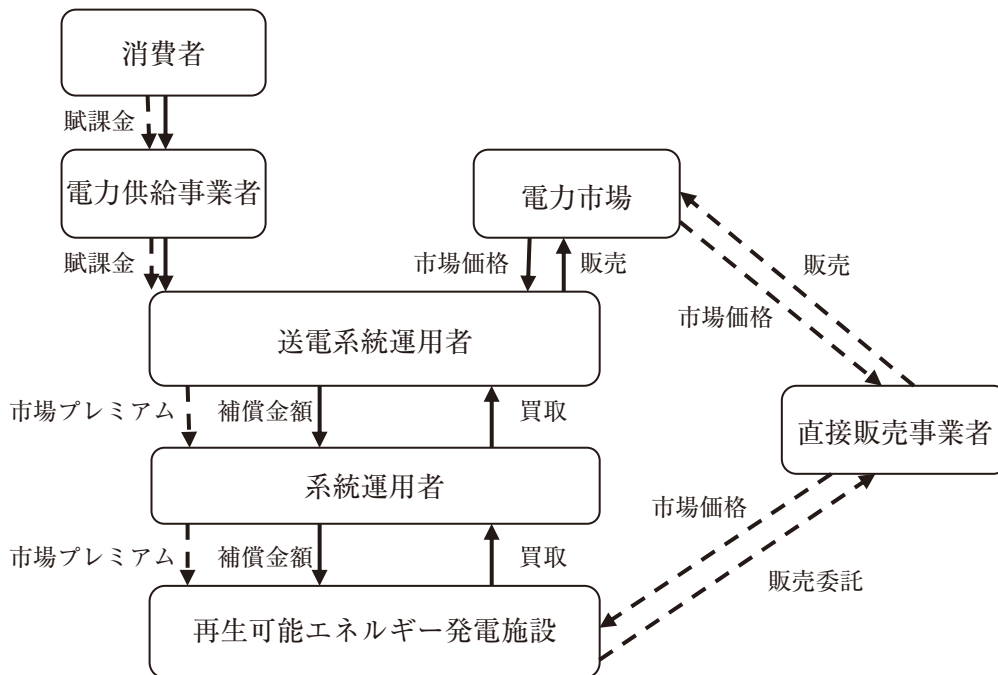 消費者
賦課金
電力供給事業者
電力市場
賦課金
市場価格
販売
販売
市場価格
送電系統運用者
市場プレミアム
補償金額
買取
直接販売事業者
系統運用者
市場価格
市場プレミアム
補償金額
買取
販売委託
再生可能エネルギー発電施設